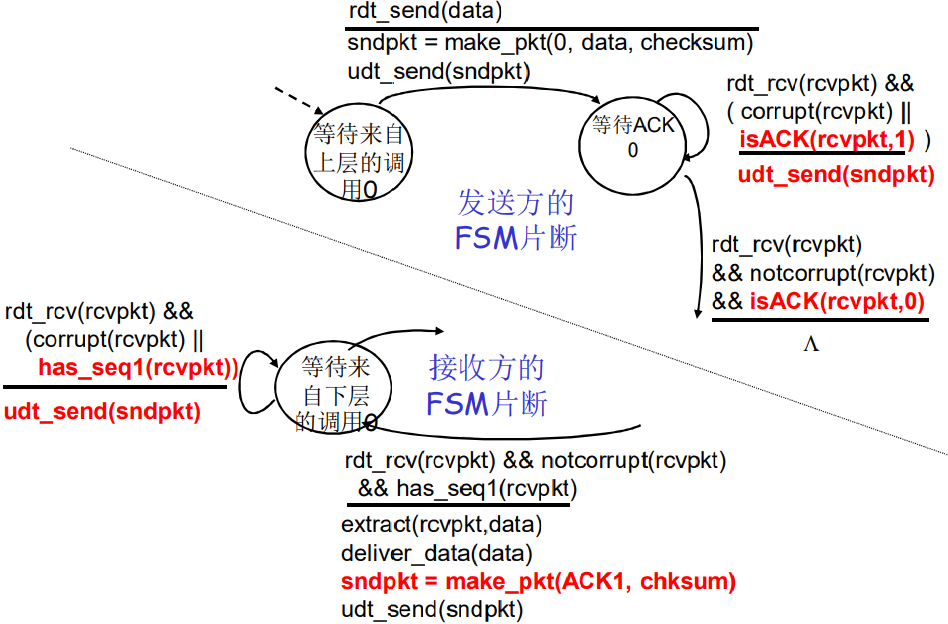 rdt_send(data)
sndpkt = make_pkt(0, data, checksum)
udt_send(sndpkt)
等待来自
上层的调
用0
等待ACK
0
rdt_rcv(rcvpkt) &&
( corrupt(rcvpkt) ||
isACK(rcvpkt,1) )
udt_send(sndpkt)
发送方的
FSM片断
rdt_rcv(rcvpkt)
&& notcorrupt(rcvpkt)
&& isACK(rcvpkt,0)
Λ
rdt_rcv(rcvpkt) &&
(corrupt(rcvpkt) ||
has_seq1(rcvpkt))
udt_send(sndpkt)
等待来
自下层
的调用0
接收方的
FSM片断
rdt_rcv(rcvpkt) && notcorrupt(rcvpkt)
&& has_seq1(rcvpkt)
extract(rcvpkt,data)
deliver_data(data)
sndpkt = make_pkt(ACK1, chksum)
udt_send(sndpkt)